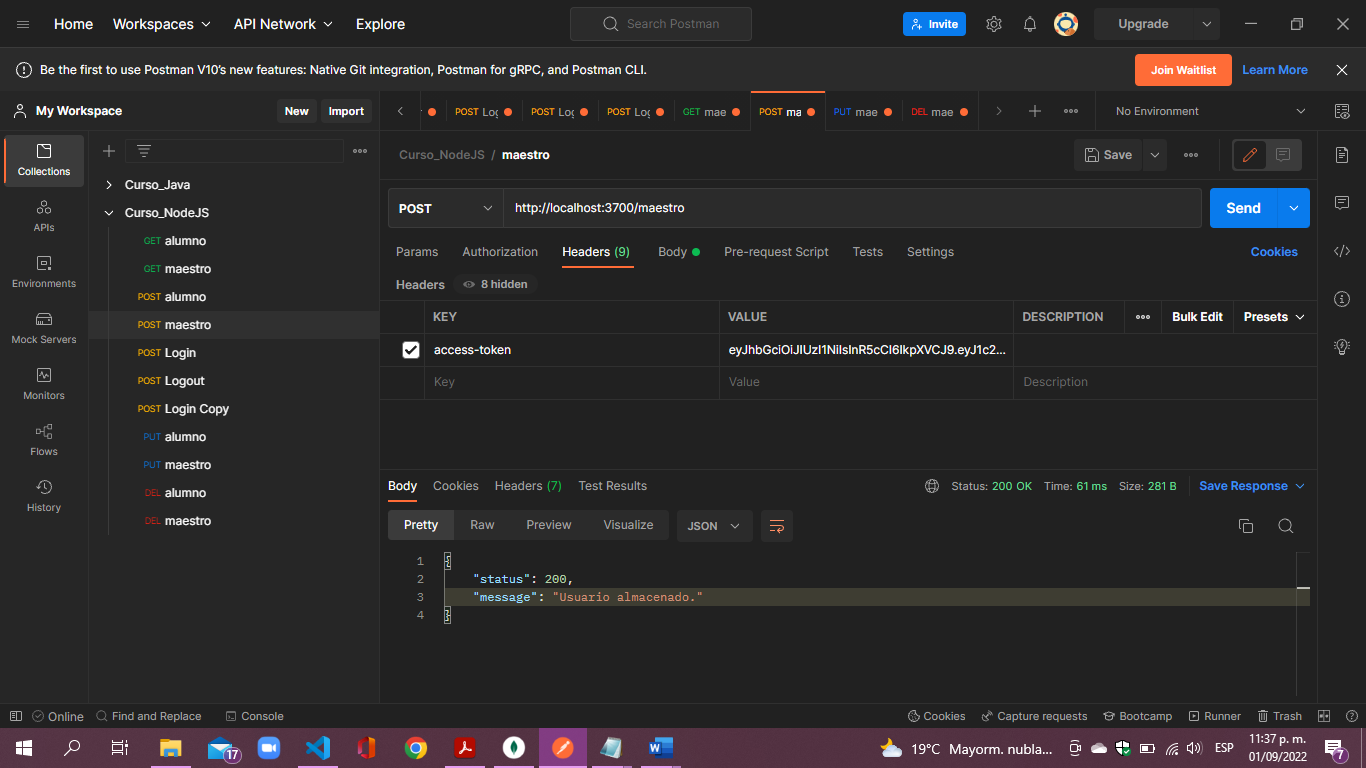 Home Workspaces API Network Explore Search Postman Invite Upgrade
Be the first to use Postman V10's new features: Native Git integration, Postman for gRPC, and Postman CLI. Join Waitlist Learn More
My Workspace New Import POST Log POST Log POST Log GET mae POST ma PUT mae DEL mae No Environment
Collections
APIs
Environments
Mock Servers
Monitors
Flows
History
Curso_Java
Curso_NodeJS
GET alumno
GET maestro
POST alumno
POST maestro
POST Login
POST Logout
POST Login Copy
PUT alumno
PUT maestro
DEL alumno
DEL maestro
Curso_NodeJS / maestro Save
POST http://localhost:3700/maestro Send
Params Authorization Headers (9) Body Pre-request Script Tests Settings Cookies
Headers 8 hidden
KEY VALUE DESCRIPTION Bulk Edit Presets
access-token eyJhbGciOiJIUzI1NiIsInR5cCI6IkpXVCJ9.eyJ1c2...
Key Value Description
Body Cookies Headers (7) Test Results Status: 200 OK Time: 61 ms Size: 281 B Save Response
Pretty Raw Preview Visualize JSON
1 {
2 "status": 200,
3 "message": "Usuario almacenado."
4 }
Online Find and Replace Console Cookies Capture requests Bootcamp Runner Trash
17 19°C Mayorm. nubla... ESP 11:37 p. m. 7
01/09/2022